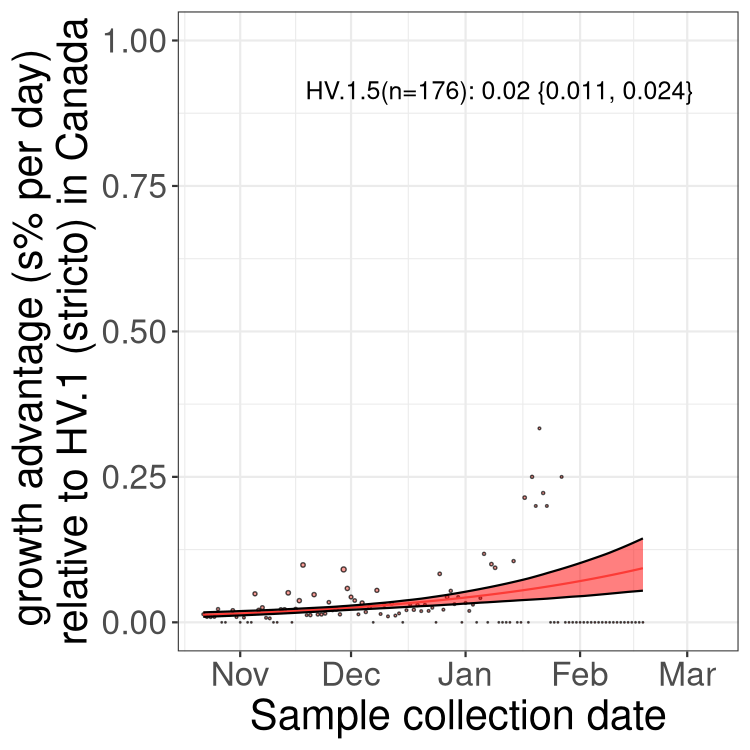 growth advantage (s% per day)
relative to HV.1 (stricto) in Canada
1.00
0.75
0.50
0.25
0.00
HV.1.5(n=176): 0.02 {0.011, 0.024}
Nov Dec Jan Feb Mar
Sample collection date